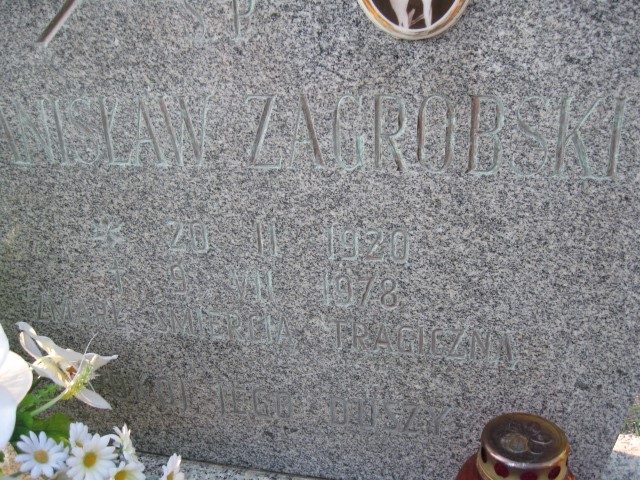 Ś P
NISŁAW ZAGROBSKI
* 20 II 1920
† 9 VII 1978
ZMARŁ ŚMIERCIĄ TRAGICZNĄ
JEGO DUSZY